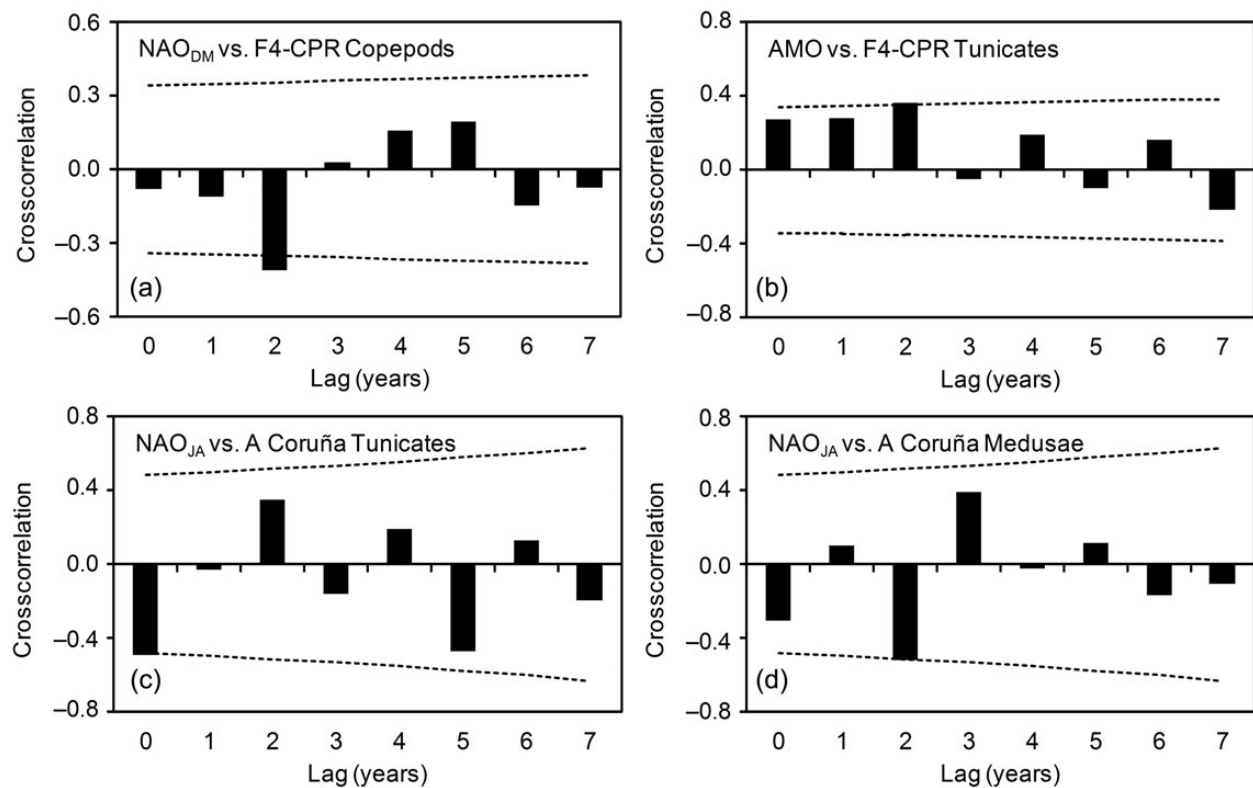 NAO_DM vs. F4-CPR Copepods
0.6
0.3
0.0
–0.3
–0.6
Crosscorrelation
(a)
0 1 2 3 4 5 6 7
Lag (years)
AMO vs. F4-CPR Tunicates
0.8
0.4
0.0
–0.4
–0.8
Crosscorrelation
(b)
0 1 2 3 4 5 6 7
Lag (years)
NAO_JA vs. A Coruña Tunicates
0.8
0.4
0.0
–0.4
–0.8
Crosscorrelation
(c)
0 1 2 3 4 5 6 7
Lag (years)
NAO_JA vs. A Coruña Medusae
0.8
0.4
0.0
–0.4
–0.8
Crosscorrelation
(d)
0 1 2 3 4 5 6 7
Lag (years)